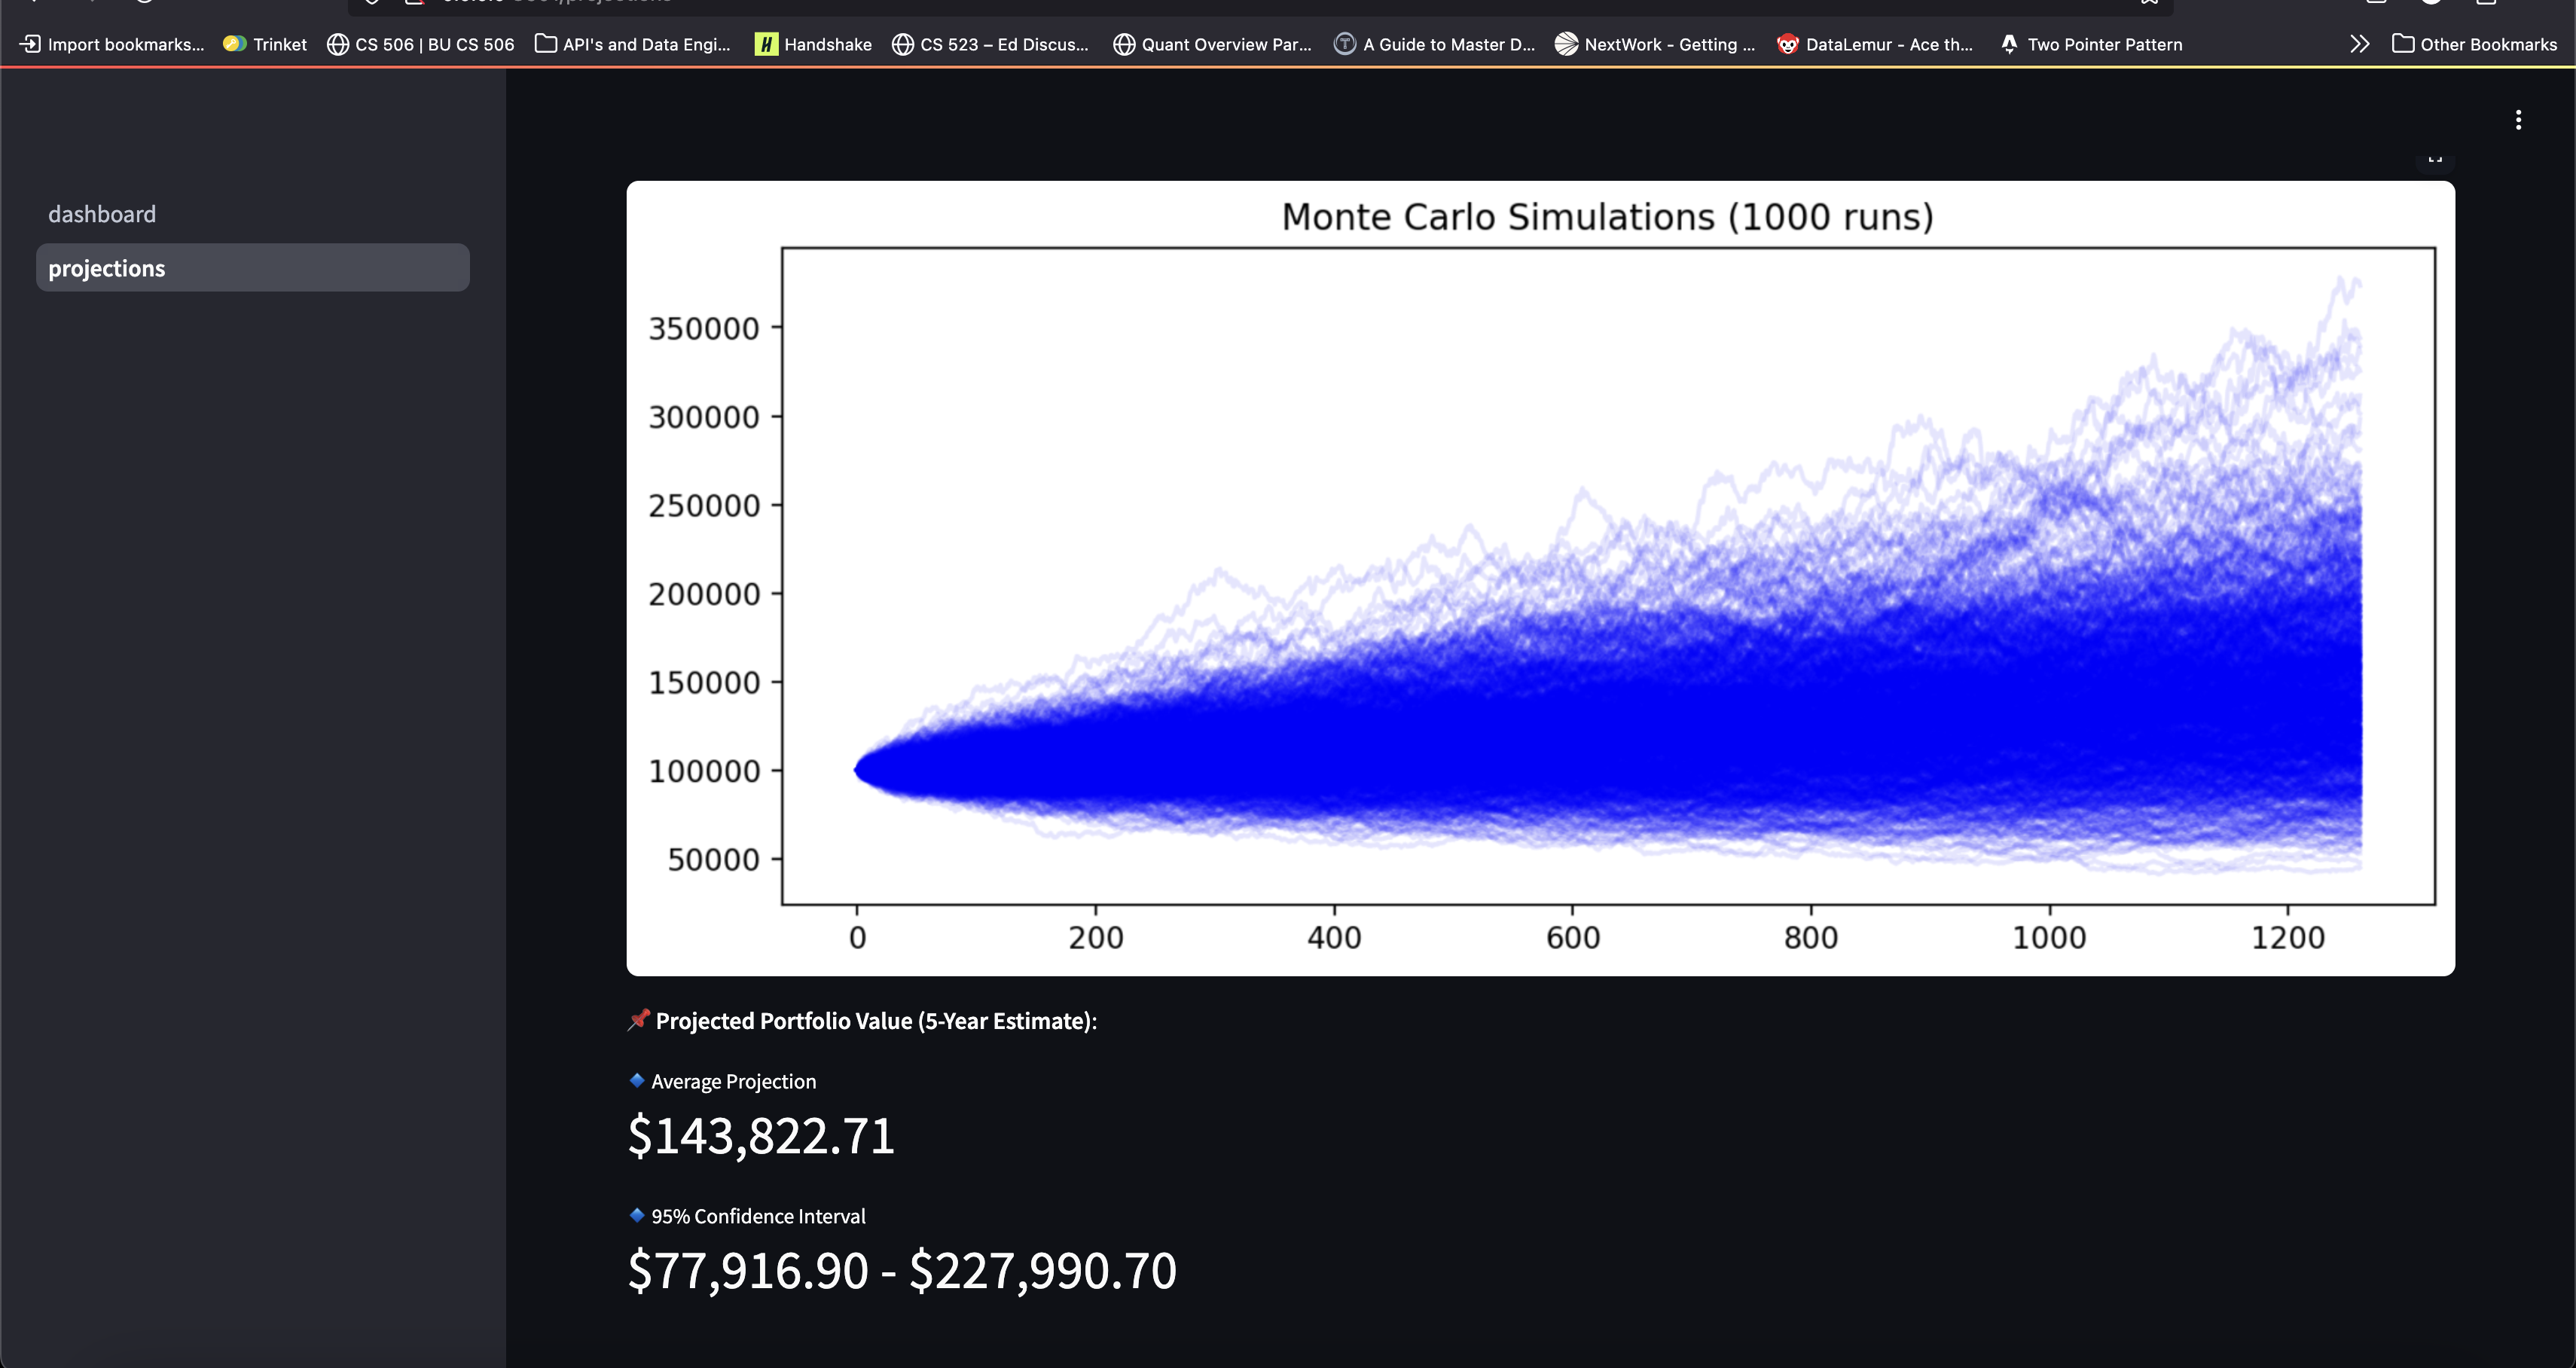 Import bookmarks... Trinket CS 506 | BU CS 506 API's and Data Engi... Handshake CS 523 – Ed Discus... Quant Overview Par... A Guide to Master D... NextWork - Getting ... DataLemur - Ace th... Two Pointer Pattern Other Bookmarks
dashboard
projections
Monte Carlo Simulations (1000 runs)
350000
300000
250000
200000
150000
100000
50000
0 200 400 600 800 1000 1200
📌 Projected Portfolio Value (5-Year Estimate):
🔹 Average Projection
$143,822.71
🔹 95% Confidence Interval
$77,916.90 - $227,990.70